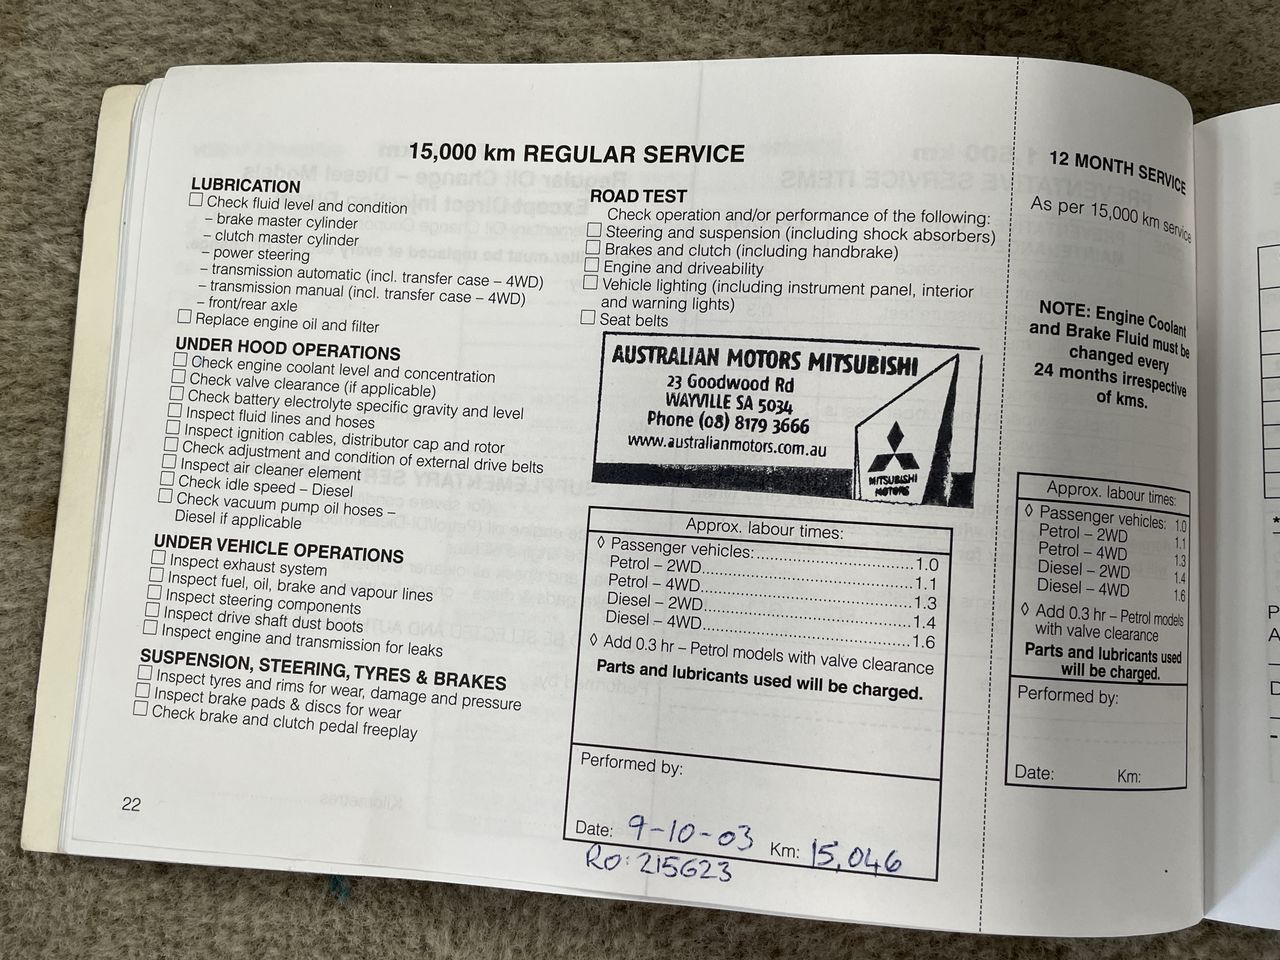 15,000 km REGULAR SERVICE
LUBRICATION
Check fluid level and condition
– brake master cylinder
– clutch master cylinder
– power steering
– transmission automatic (incl. transfer case – 4WD)
– transmission manual (incl. transfer case – 4WD)
– front/rear axle
Replace engine oil and filter
UNDER HOOD OPERATIONS
Check engine coolant level and concentration
Check valve clearance (if applicable)
Check battery electrolyte specific gravity and level
Inspect fluid lines and hoses
Inspect ignition cables, distributor cap and rotor
Check adjustment and condition of external drive belts
Inspect air cleaner element
Check idle speed – Diesel
Check vacuum pump oil hoses –
Diesel if applicable
UNDER VEHICLE OPERATIONS
Inspect exhaust system
Inspect fuel, oil, brake and vapour lines
Inspect steering components
Inspect drive shaft dust boots
Inspect engine and transmission for leaks
SUSPENSION, STEERING, TYRES & BRAKES
Inspect tyres and rims for wear, damage and pressure
Inspect brake pads & discs for wear
Check brake and clutch pedal freeplay
22
ROAD TEST
Check operation and/or performance of the following:
Steering and suspension (including shock absorbers)
Brakes and clutch (including handbrake)
Engine and driveability
Vehicle lighting (including instrument panel, interior
and warning lights)
Seat belts
AUSTRALIAN MOTORS MITSUBISHI
23 Goodwood Rd
WAYVILLE SA 5034
Phone (08) 8179 3666
www.australianmotors.com.au
MITSUBISHI
MOTORS
Approx. labour times:
◊ Passenger vehicles:..................................1.0
Petrol – 2WD..............................................1.1
Petrol – 4WD..............................................1.3
Diesel – 2WD..............................................1.4
Diesel – 4WD..............................................1.6
◊ Add 0.3 hr – Petrol models with valve clearance
Parts and lubricants used will be charged.
Performed by:
Date: 9-10-03 Km: 15,046
RO: 215623
12 MONTH SERVICE
As per 15,000 km service
NOTE: Engine Coolant
and Brake Fluid must be
changed every
24 months irrespective
of kms.
Approx. labour times:
◊ Passenger vehicles: 1.0
Petrol – 2WD 1.1
Petrol – 4WD 1.3
Diesel – 2WD 1.4
Diesel – 4WD 1.6
◊ Add 0.3 hr – Petrol models
with valve clearance
Parts and lubricants used
will be charged.
Performed by:
Date: Km: